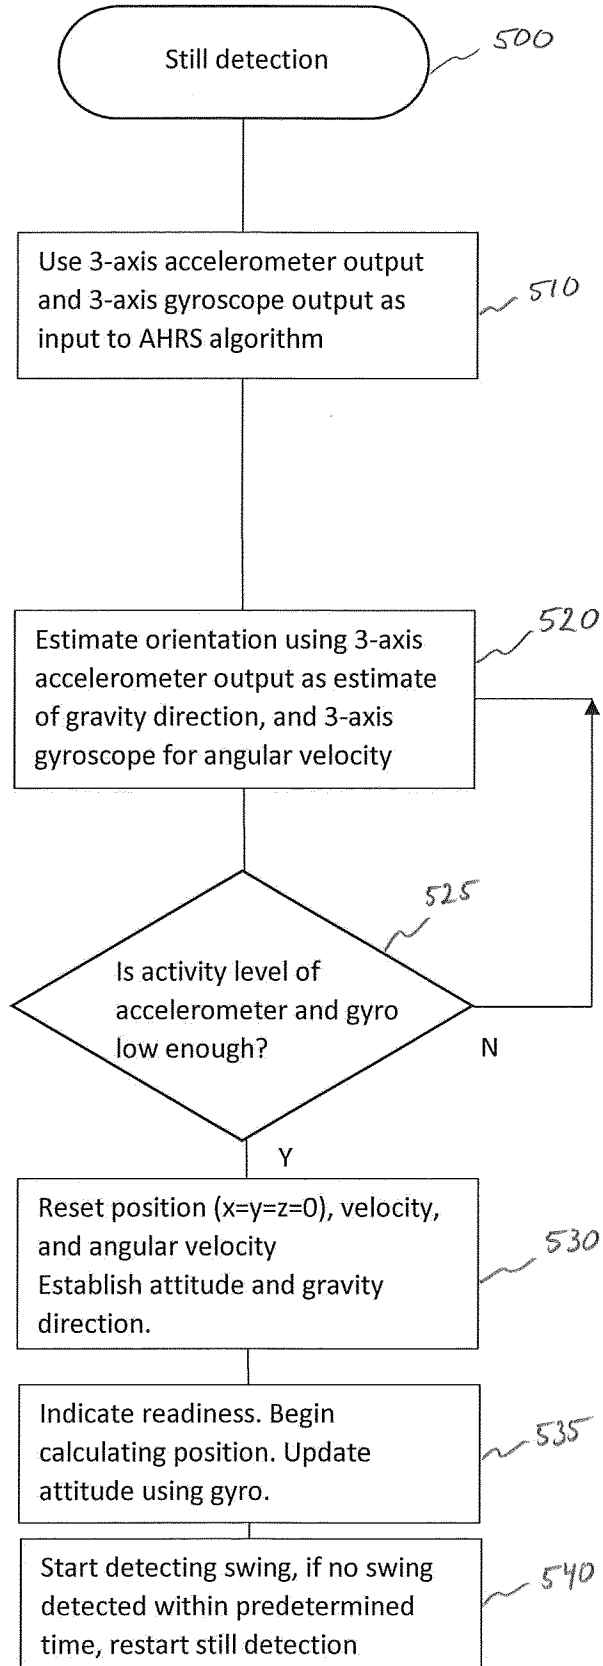 Still detection
500
Use 3-axis accelerometer output
and 3-axis gyroscope output as
input to AHRS algorithm
510
Estimate orientation using 3-axis
accelerometer output as estimate
of gravity direction, and 3-axis
gyroscope for angular velocity
520
525
Is activity level of
accelerometer and gyro
low enough?
N
Y
Reset position (x=y=z=0), velocity,
and angular velocity
Establish attitude and gravity
direction.
530
Indicate readiness. Begin
calculating position. Update
attitude using gyro.
535
Start detecting swing, if no swing
detected within predetermined
time, restart still detection
540